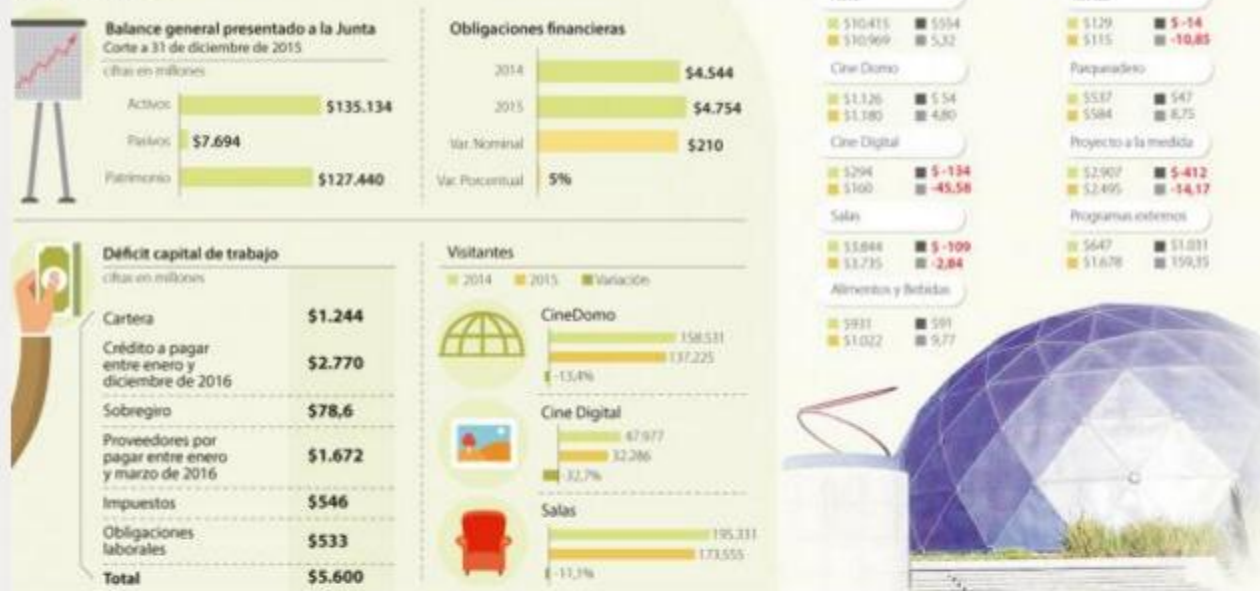 Balance general presentado a la Junta
Corte a 31 de diciembre de 2015
cifras en millones
Activos $135.134
Pasivos $7.694
Patrimonio $127.440
Obligaciones financieras
2014 $4.544
2015 $4.754
Var. Nominal $210
Var. Porcentual 5%
Déficit capital de trabajo
cifras en millones
Cartera $1.244
Crédito a pagar
entre enero y
diciembre de 2016
$2.770
Sobregiro $78,6
Proveedores por
pagar entre enero
y marzo de 2016
$1.672
Impuestos $546
Obligaciones
laborales
$533
Total $5.600
Visitantes
2014 2015 Variación
CineDomo
158.531
137.225
-13,4%
Cine Digital
47.977
32.286
-32,7%
Salas
195.331
173.555
-11,1%
$10.415 $554
$10.969 5,32
Cine Domo
$1.126 $54
$1.180 4,80
Cine Digital
$294 $-134
$160 -45,58
Salas
$3.844 $-109
$3.735 -2,84
Alimentos y Bebidas
$931 $91
$1.022 9,77
$129 $-14
$115 -10,85
Parqueadero
$537 $47
$584 8,75
Proyecto a la medida
$2.907 $-412
$2.495 -14,17
Programas externos
$647 $1.031
$1.678 159,35